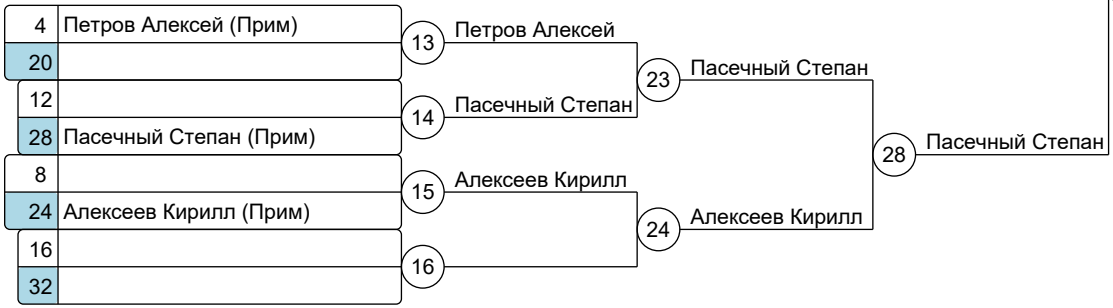 4 Петров Алексей (Прим)
20
12
28 Пасечный Степан (Прим)
8
24 Алексеев Кирилл (Прим)
16
32
13 Петров Алексей
14 Пасечный Степан
15 Алексеев Кирилл
16
23 Пасечный Степан
24 Алексеев Кирилл
28 Пасечный Степан